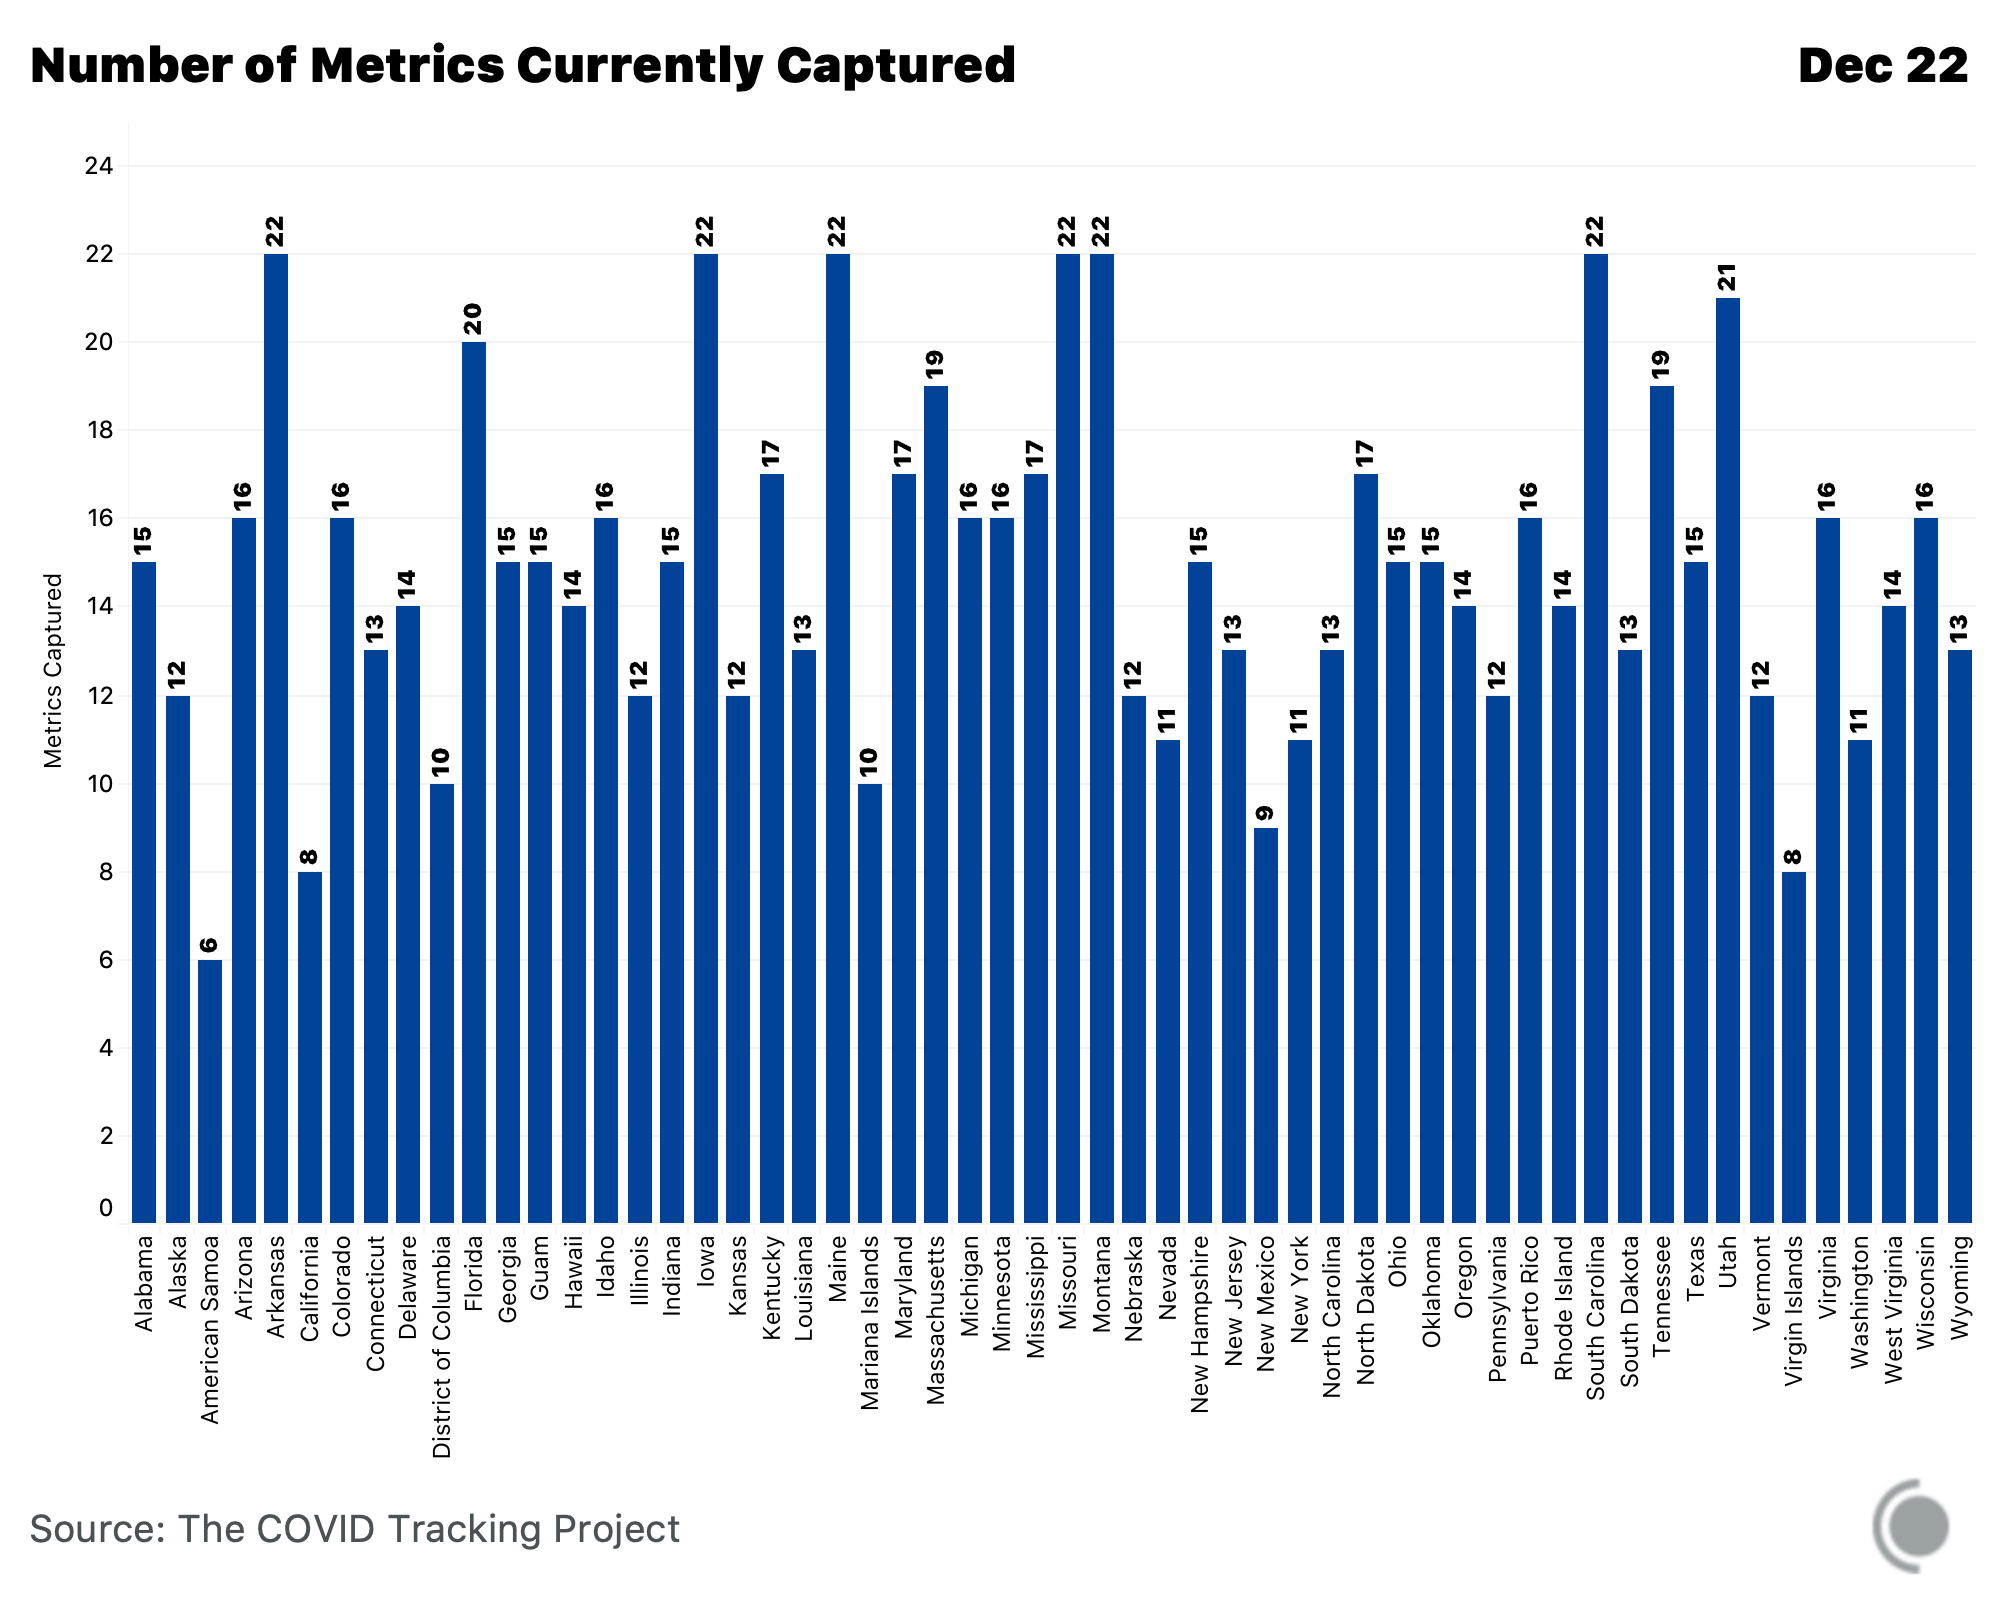 Number of Metrics Currently Captured
Dec 22
Metrics Captured
24
22
20
18
16
14
12
10
8
6
4
2
0
15
12
6
16
22
8
16
13
14
10
20
15
15
14
16
12
15
22
12
17
13
22
10
17
19
16
16
17
22
22
12
11
15
13
9
11
13
17
15
15
14
12
16
14
22
13
19
15
21
12
8
16
11
14
16
13
Alabama
Alaska
American Samoa
Arizona
Arkansas
California
Colorado
Connecticut
Delaware
District of Columbia
Florida
Georgia
Guam
Hawaii
Idaho
Illinois
Indiana
Iowa
Kansas
Kentucky
Louisiana
Maine
Mariana Islands
Maryland
Massachusetts
Michigan
Minnesota
Mississippi
Missouri
Montana
Nebraska
Nevada
New Hampshire
New Jersey
New Mexico
New York
North Carolina
North Dakota
Ohio
Oklahoma
Oregon
Pennsylvania
Puerto Rico
Rhode Island
South Carolina
South Dakota
Tennessee
Texas
Utah
Vermont
Virgin Islands
Virginia
Washington
West Virginia
Wisconsin
Wyoming
Source: The COVID Tracking Project